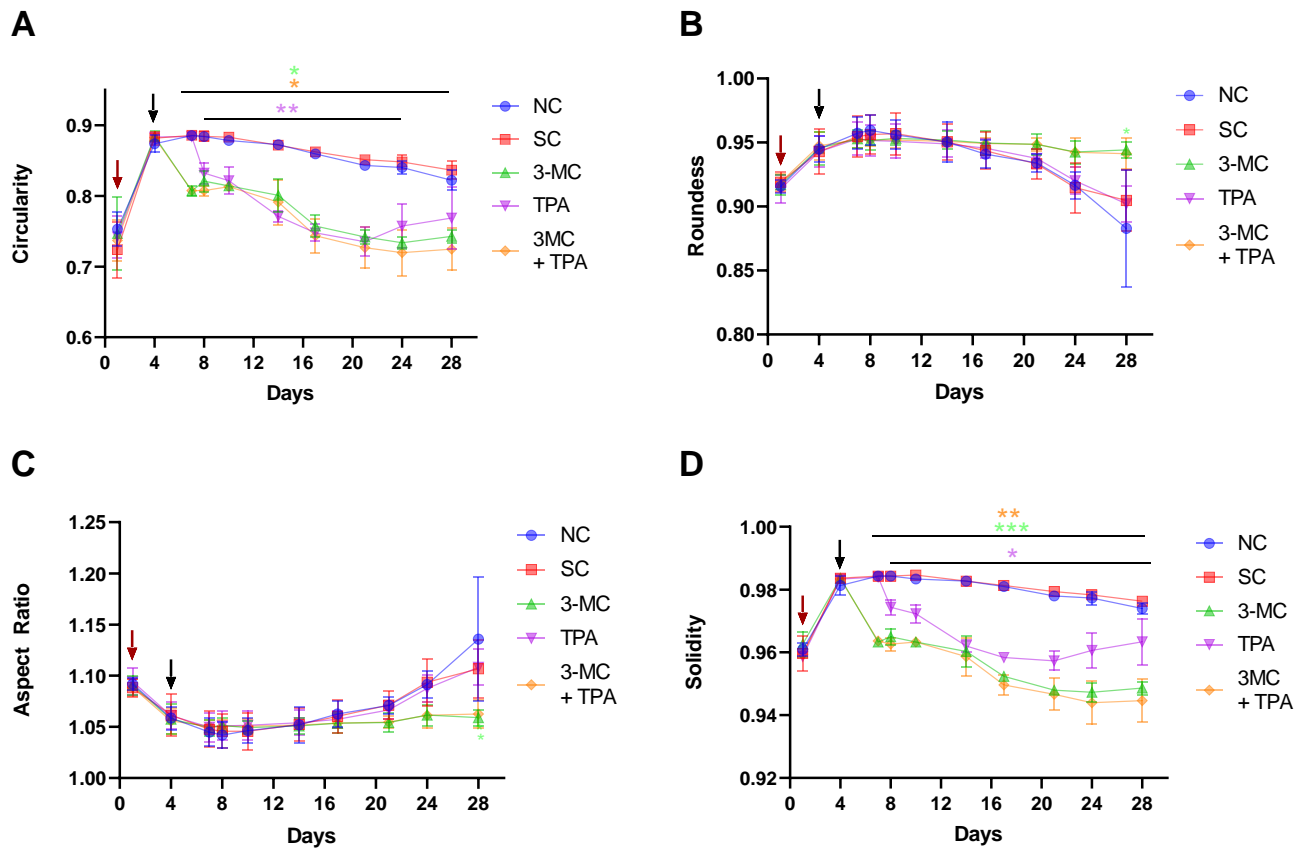 A
*
*
**
0.9
0.8
0.7
0.6
Circularity
0 4 8 12 16 20 24 28
Days
NC
SC
3-MC
TPA
3MC
+ TPA
B
*
1.00
0.95
0.90
0.85
0.80
Roundess
0 4 8 12 16 20 24 28
Days
NC
SC
3-MC
TPA
3-MC
+ TPA
C
1.25
1.20
1.15
1.10
1.05
1.00
Aspect Ratio
*
0 4 8 12 16 20 24 28
Days
NC
SC
3-MC
TPA
3-MC
+ TPA
D
**
***
*
1.00
0.98
0.96
0.94
0.92
Solidity
0 4 8 12 16 20 24 28
Days
NC
SC
3-MC
TPA
3MC
+ TPA